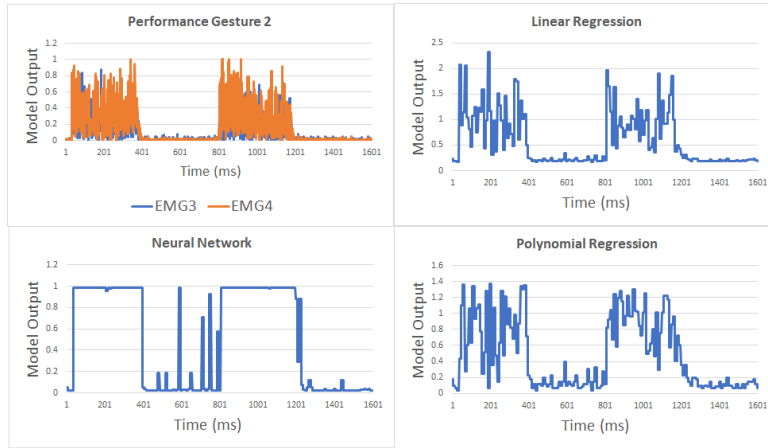 Performance Gesture 2
1.2
1
0.8
0.6
0.4
0.2
0
Model Output
1 201 401 601 801 1001 1201 1401 1601
Time (ms)
EMG3 EMG4
Linear Regression
2.5
2
1.5
1
0.5
0
Model Output
1 201 401 601 801 1001 1201 1401 1601
Time (ms)
Neural Network
1.2
1
0.8
0.6
0.4
0.2
0
Model Output
1 201 401 601 801 1001 1201 1401 1601
Time (ms)
Polynomial Regression
1.6
1.4
1.2
1
0.8
0.6
0.4
0.2
0
Model Output
1 201 401 601 801 1001 1201 1401 1601
Time (ms)